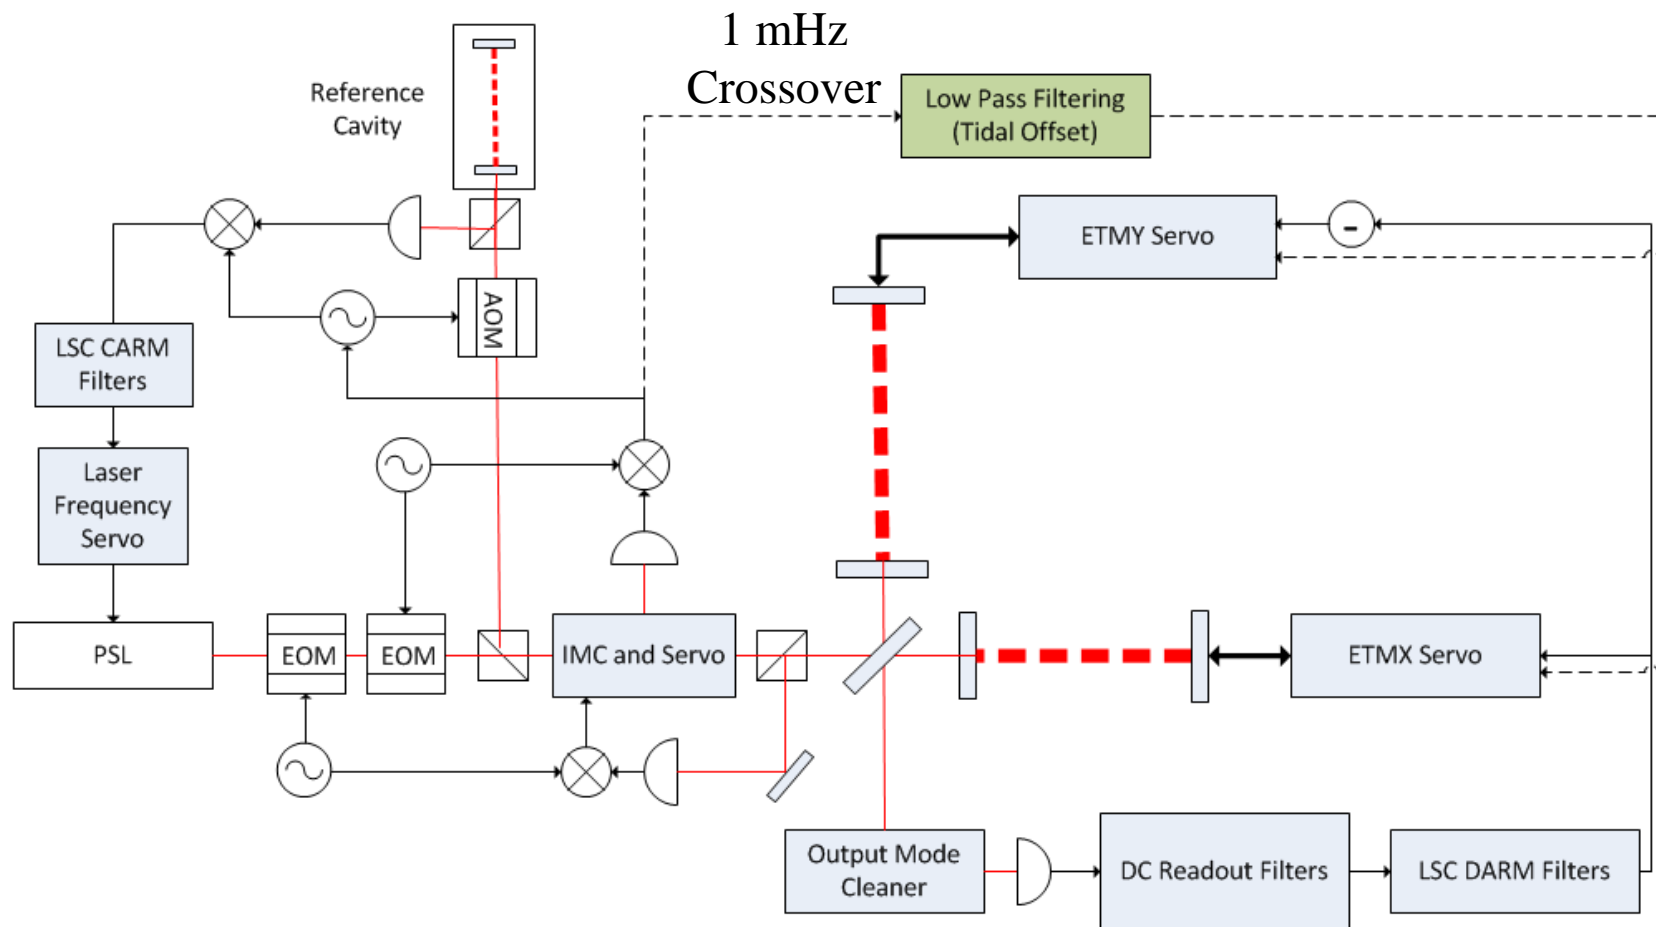 1 mHz
Crossover
Reference
Cavity
Low Pass Filtering
(Tidal Offset)
ETMY Servo
-
AOM
LSC CARM
Filters
Laser
Frequency
Servo
PSL
EOM
EOM
IMC and Servo
ETMX Servo
Output Mode
Cleaner
DC Readout Filters
LSC DARM Filters